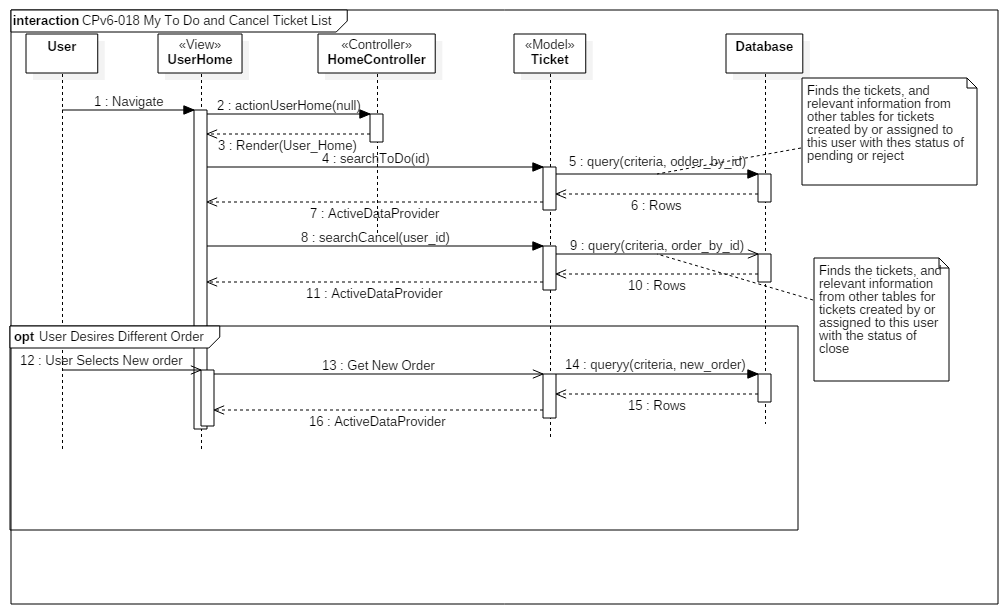 interaction CPv6-018 My To Do and Cancel Ticket List
User
«View»
UserHome
«Controller»
HomeController
«Model»
Ticket
Database
1 : Navigate
2 : actionUserHome(null)
3 : Render(User_Home)
4 : searchToDo(id)
5 : query(criteria, odder_by_id)
6 : Rows
7 : ActiveDataProvider
Finds the tickets, and
relevant information from
other tables for tickets
created by or assigned to
this user with thes status of
pending or reject
8 : searchCancel(user_id)
9 : query(criteria, order_by_id)
10 : Rows
11 : ActiveDataProvider
Finds the tickets, and
relevant information
from other tables for
tickets created by or
assigned to this user
with the status of
close
opt User Desires Different Order
12 : User Selects New order
13 : Get New Order
14 : queryy(criteria, new_order)
15 : Rows
16 : ActiveDataProvider